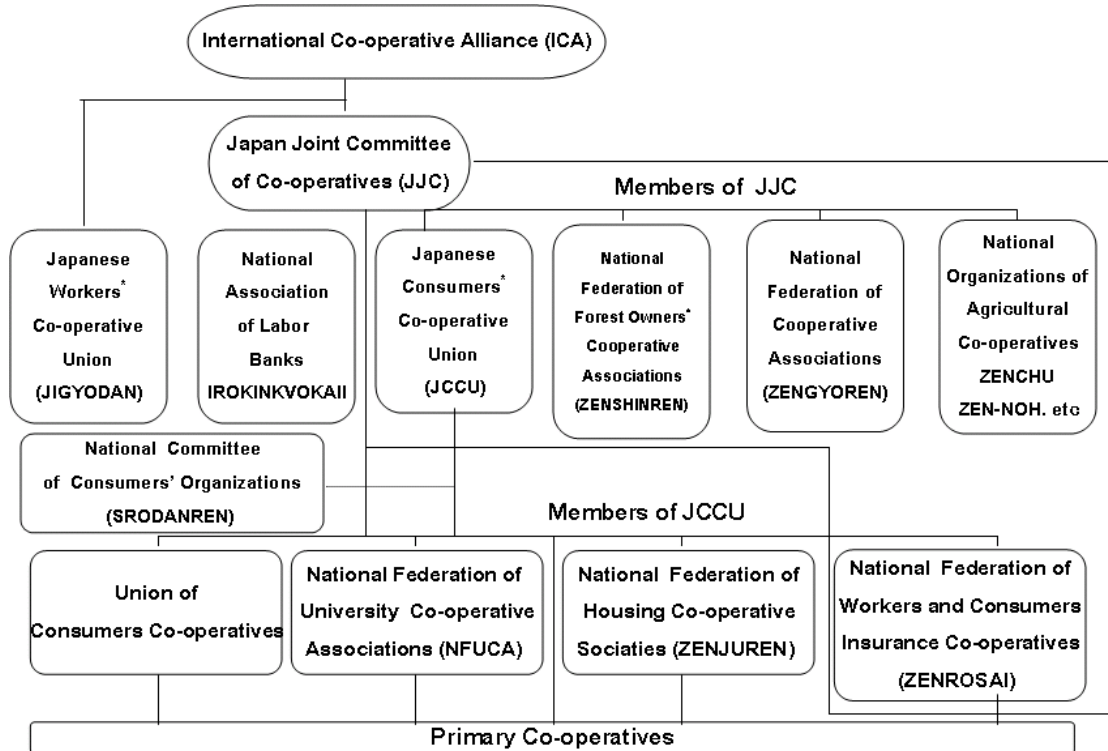 International Co-operative Alliance (ICA)
Japan Joint Committee
of Co-operatives (JJC)
Members of JJC
Japanese
Workers*
Co-operative
Union
(JIGYODAN)
National
Association
of Labor
Banks
IROKINKVOKAII
Japanese
Consumers*
Co-operative
Union
(JCCU)
National
Federation of
Forest Owners*
Cooperative
Associations
(ZENSHINREN)
National
Federation of
Cooperative
Associations
(ZENGYOREN)
National
Organizations of
Agricultural
Co-operatives
ZENCHU
ZEN-NOH. etc
National Committee
of Consumers' Organizations
(SRODANREN)
Members of JCCU
Union of
Consumers Co-operatives
National Federation of
University Co-operative
Associations (NFUCA)
National Federation of
Housing Co-operative
Sociaties (ZENJUREN)
National Federation of
Workers and Consumers
Insurance Co-operatives
(ZENROSAI)
Primary Co-operatives